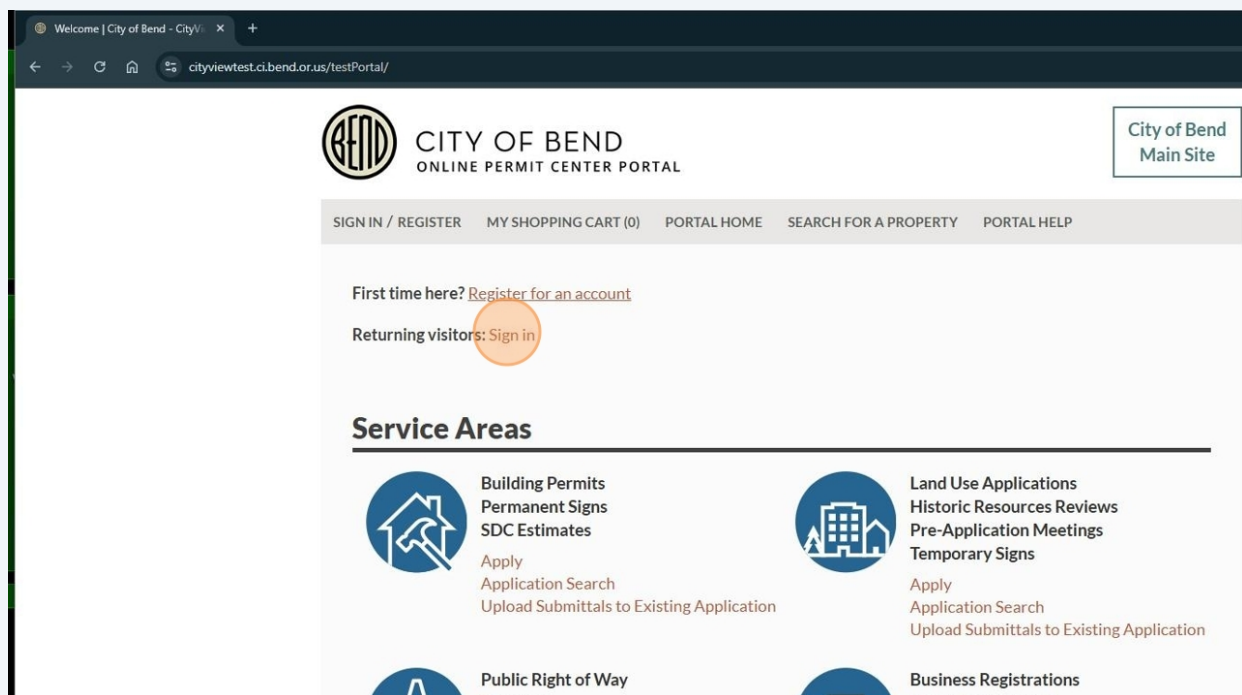 Welcome | City of Bend - CityVi
cityviewtest.ci.bend.or.us/testPortal/
BEND
CITY OF BEND
ONLINE PERMIT CENTER PORTAL
City of Bend
Main Site
SIGN IN / REGISTER MY SHOPPING CART (0) PORTAL HOME SEARCH FOR A PROPERTY PORTAL HELP
First time here? Register for an account
Returning visitors: Sign in
Service Areas
Building Permits
Permanent Signs
SDC Estimates
Apply
Application Search
Upload Submittals to Existing Application
Land Use Applications
Historic Resources Reviews
Pre-Application Meetings
Temporary Signs
Apply
Application Search
Upload Submittals to Existing Application
Public Right of Way
Business Registrations